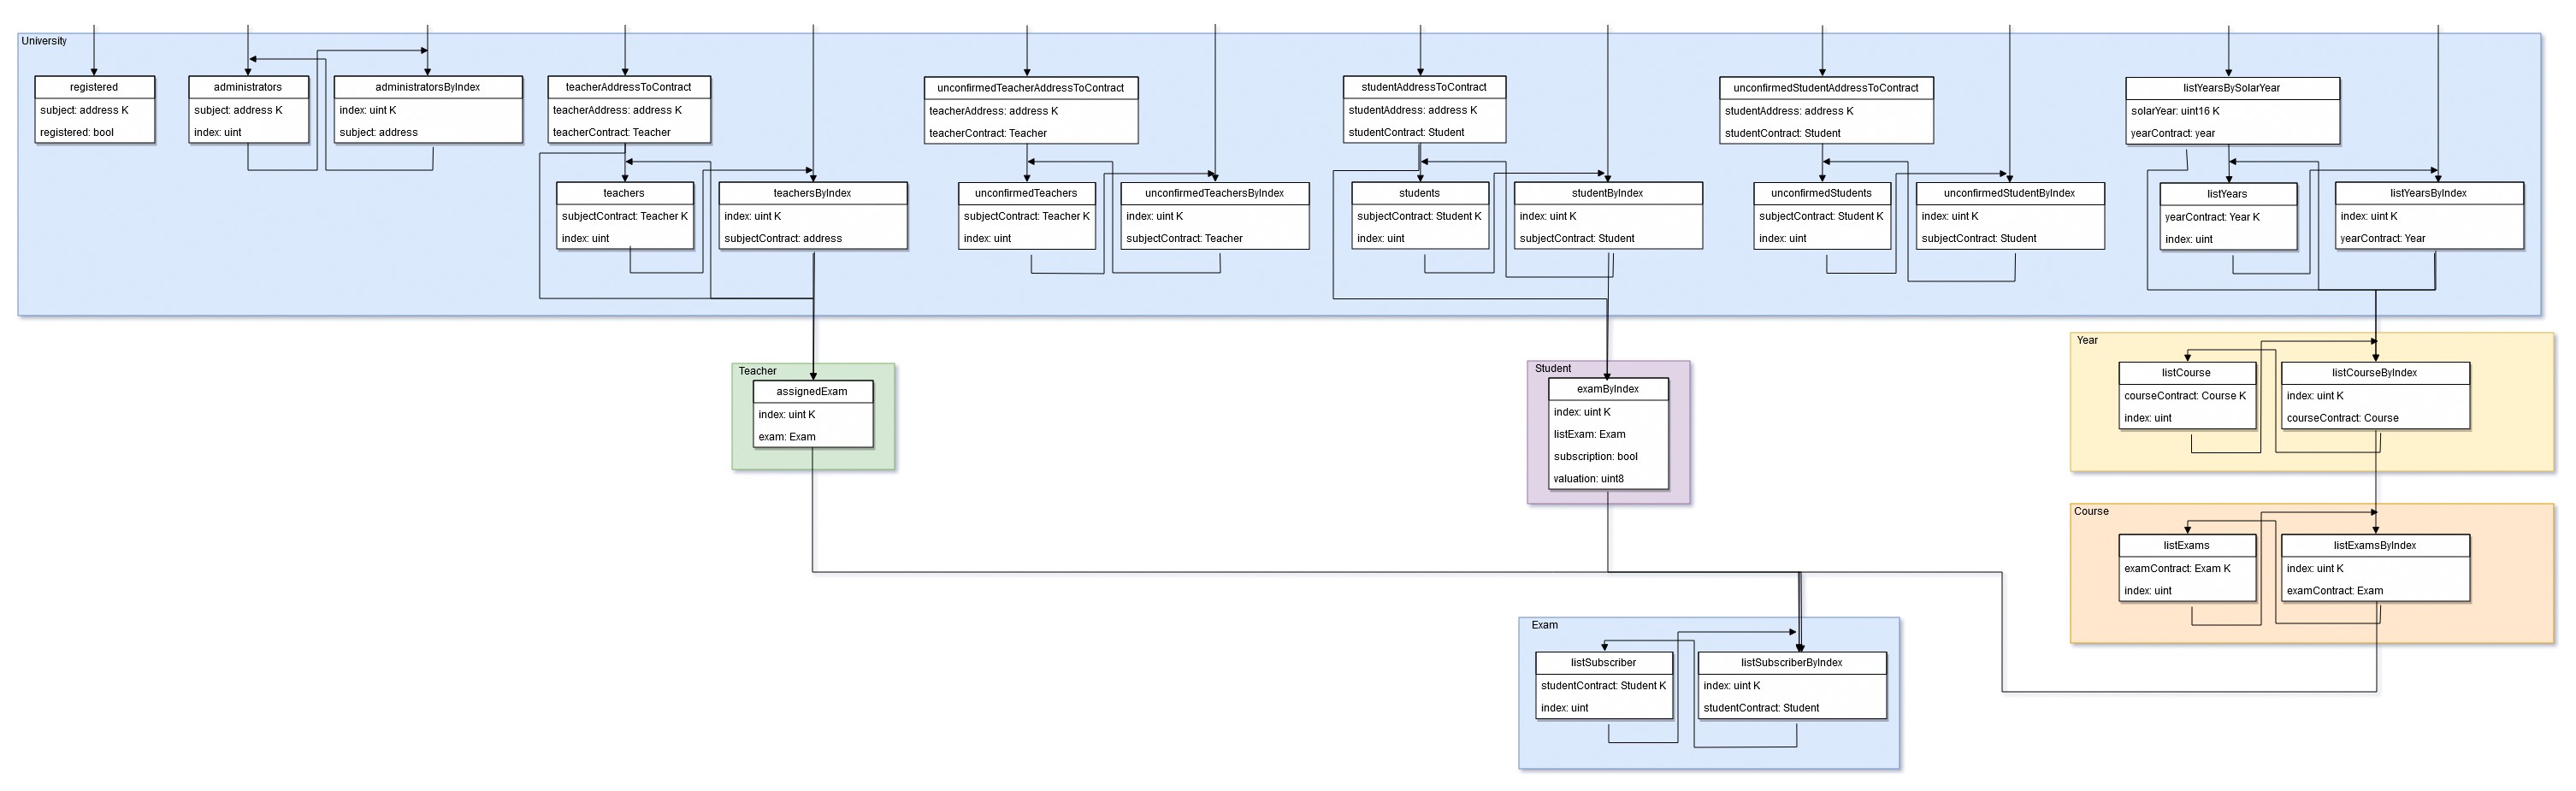 University
registered
subject: address K
registered: bool
administrators
subject: address K
index: uint
administratorsByIndex
index: uint K
subject: address
teacherAddressToContract
teacherAddress: address K
teacherContract: Teacher
teachers
subjectContract: Teacher K
index: uint
teachersByIndex
index: uint K
subjectContract: address
unconfirmedTeacherAddressToContract
teacherAddress: address K
teacherContract: Teacher
unconfirmedTeachers
subjectContract: Teacher K
index: uint
unconfirmedTeachersByIndex
index: uint K
subjectContract: Teacher
studentAddressToContract
studentAddress: address K
studentContract: Student
students
subjectContract: Student K
index: uint
studentByIndex
index: uint K
subjectContract: Student
unconfirmedStudentAddressToContract
studentAddress: address K
studentContract: Student
unconfirmedStudents
subjectContract: Student K
index: uint
unconfirmedStudentByIndex
index: uint K
subjectContract: Student
listYearsBySolarYear
solarYear: uint16 K
yearContract: year
listYears
yearContract: Year K
index: uint
listYearsByIndex
index: uint K
yearContract: Year
Teacher
assignedExam
index: uint K
exam: Exam
Student
examByIndex
index: uint K
listExam: Exam
subscription: bool
valuation: uint8
Year
listCourse
courseContract: Course K
index: uint
listCourseByIndex
index: uint K
courseContract: Course
Course
listExams
examContract: Exam K
index: uint
listExamsByIndex
index: uint K
examContract: Exam
Exam
listSubscriber
studentContract: Student K
index: uint
listSubscriberByIndex
index: uint K
studentContract: Student